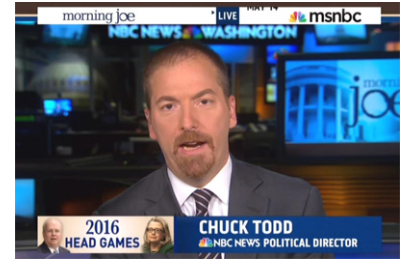 morning joe
LIVE
MAY 14
msnbc
NBC NEWS WASHINGTON
morning
joe
2016
HEAD GAMES
CHUCK TODD
NBC NEWS POLITICAL DIRECTOR